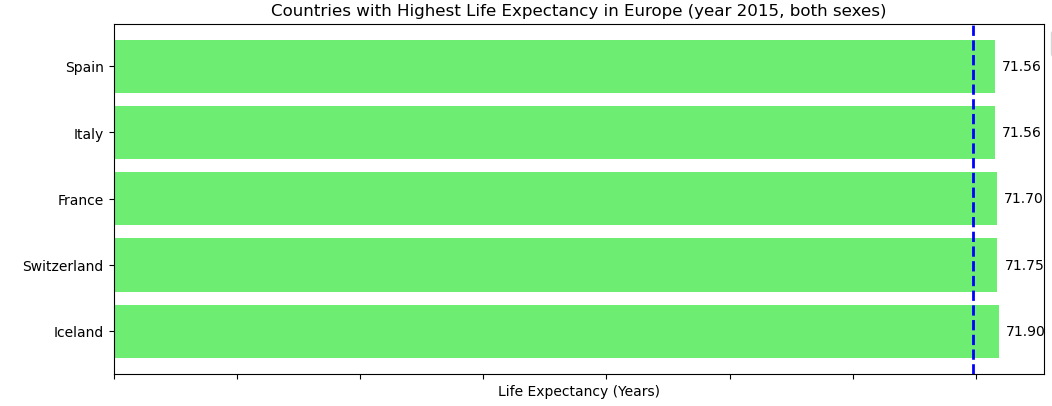 Countries with Highest Life Expectancy in Europe (year 2015, both sexes)
Spain 71.56
Italy 71.56
France 71.70
Switzerland 71.75
Iceland 71.90
Life Expectancy (Years)